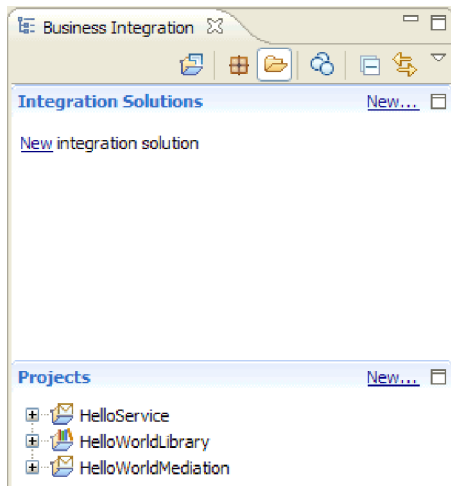 Business Integration
Integration Solutions New...
New integration solution
Projects New...
HelloService
HelloWorldLibrary
HelloWorldMediation